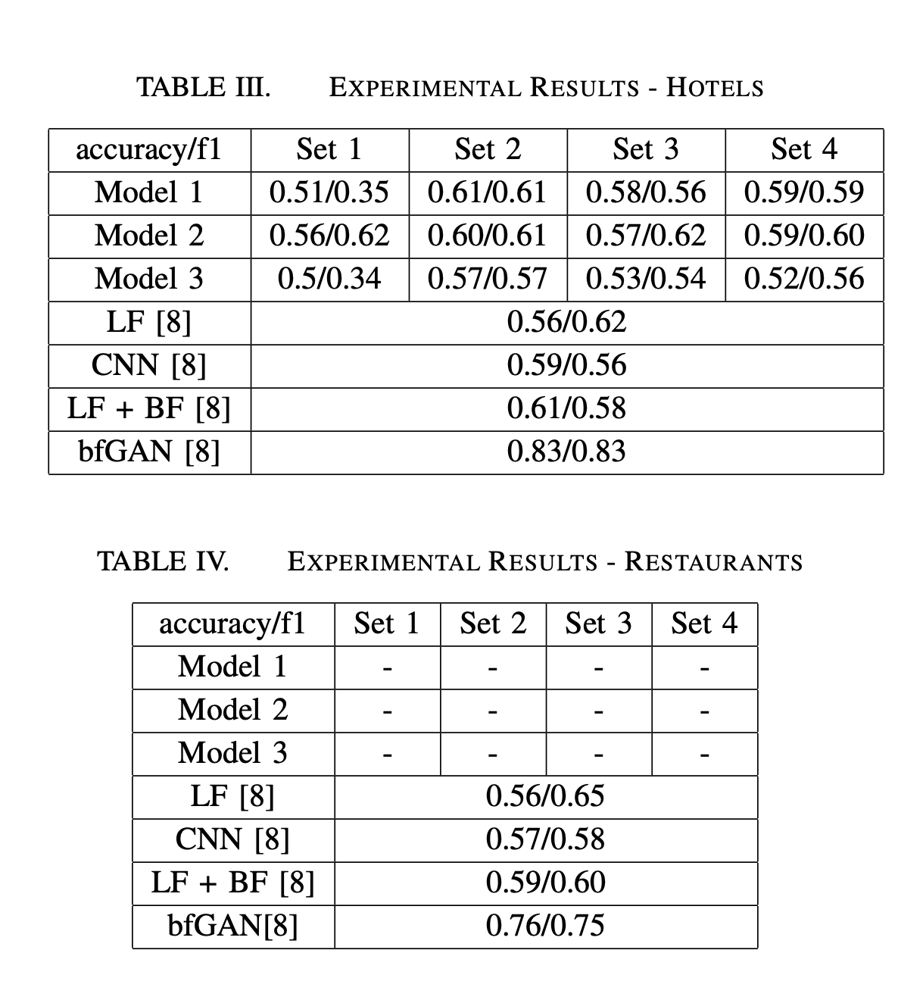 TABLE III. EXPERIMENTAL RESULTS - HOTELS
accuracy/f1 Set 1 Set 2 Set 3 Set 4
Model 1 0.51/0.35 0.61/0.61 0.58/0.56 0.59/0.59
Model 2 0.56/0.62 0.60/0.61 0.57/0.62 0.59/0.60
Model 3 0.5/0.34 0.57/0.57 0.53/0.54 0.52/0.56
LF [8] 0.56/0.62
CNN [8] 0.59/0.56
LF + BF [8] 0.61/0.58
bfGAN [8] 0.83/0.83
TABLE IV. EXPERIMENTAL RESULTS - RESTAURANTS
accuracy/f1 Set 1 Set 2 Set 3 Set 4
Model 1 - - - -
Model 2 - - - -
Model 3 - - - -
LF [8] 0.56/0.65
CNN [8] 0.57/0.58
LF + BF [8] 0.59/0.60
bfGAN[8] 0.76/0.75